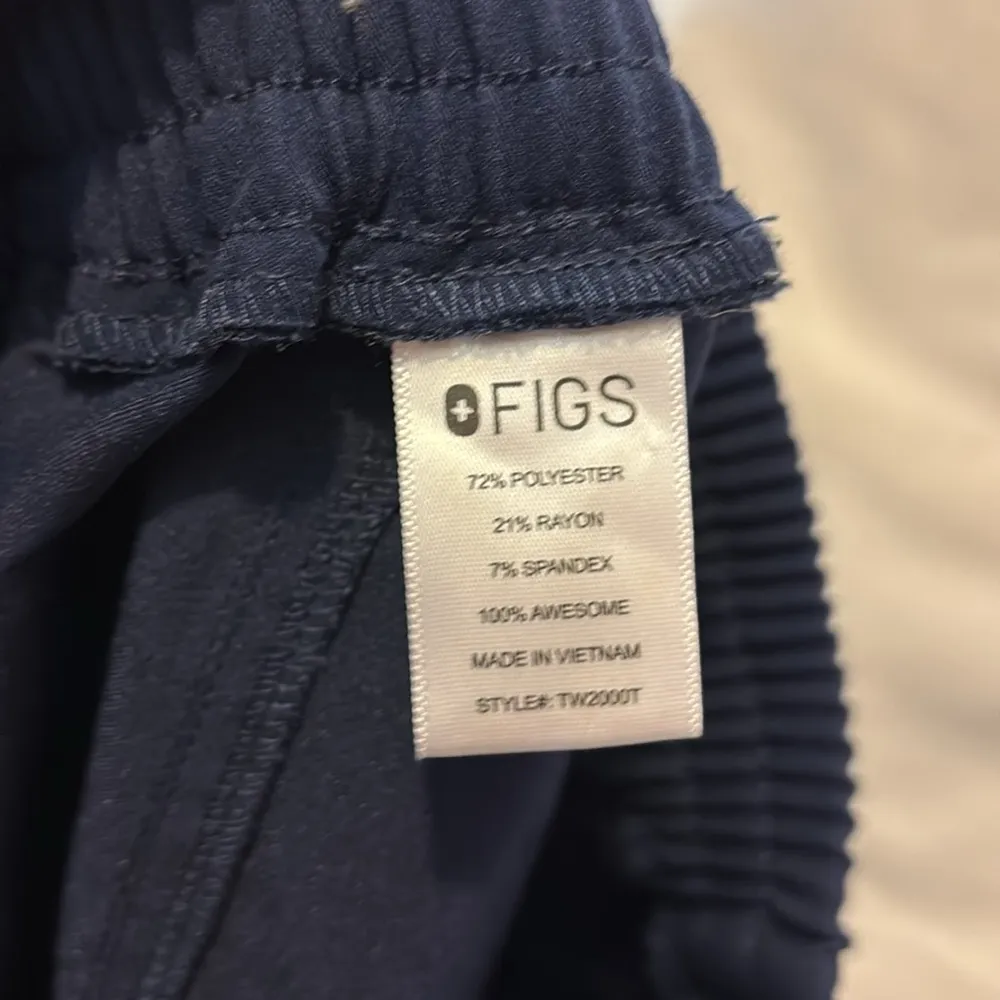 FIGS
72% POLYESTER
21% RAYON
7% SPANDEX
100% AWESOME
MADE IN VIETNAM
STYLE#: TW2000T